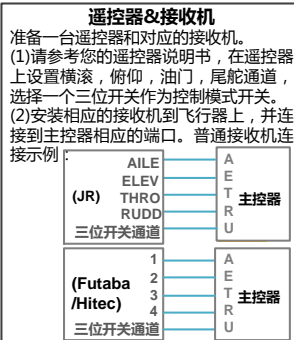 遥控器&接收机
准备一台遥控器和对应的接收机。
(1)请参考您的遥控器说明书，在遥控器
上设置横滚，俯仰，油门，尾舵通道，
选择一个三位开关作为控制模式开关。
(2)安装相应的接收机到飞行器上，并连
接到主控器相应的端口。普通接收机连
接示例：
(JR)
AILE
ELEV
THRO
RUDD
三位开关通道
A
E
T
R
U
主控器
(Futaba
/Hitec)
1
2
3
4
三位开关通道
A
E
T
R
U
主控器